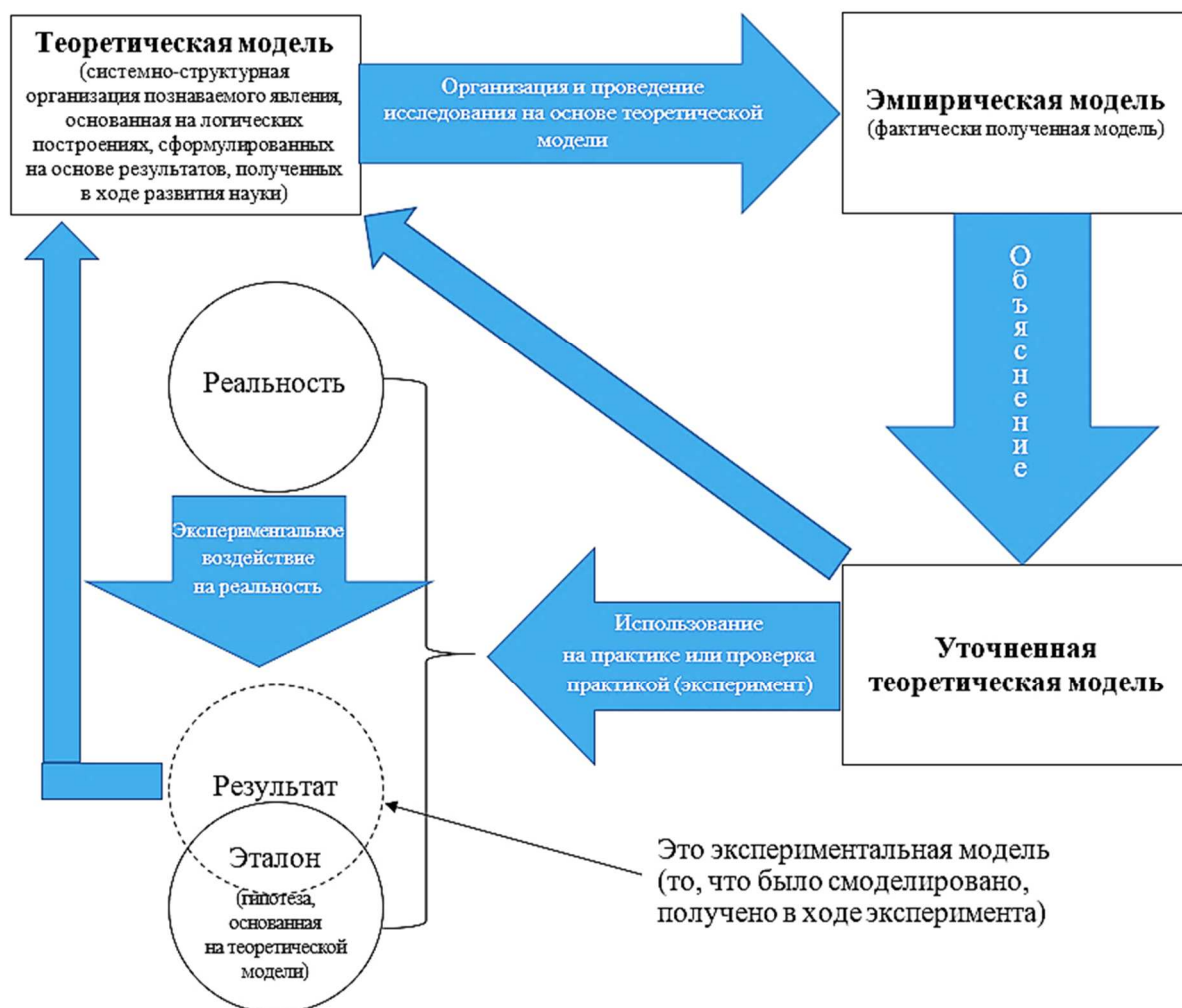 Теоретическая модель
(системно-структурная
организация познаваемого явления,
основанная на логических
построениях, сформулированных
на основе результатов, полученных
в ходе развития науки)
Организация и проведение
исследования на основе теоретической
модели
Эмпирическая модель
(фактически полученная модель)
Объяснение
Реальность
Экспериментальное
воздействие
на реальность
Использование
на практике или проверка
практикой (эксперимент)
Уточненная
теоретическая модель
Результат
Эталон
(гипотеза,
основанная
на теоретической
модели)
Это экспериментальная модель
(то, что было смоделировано,
получено в ходе эксперимента)